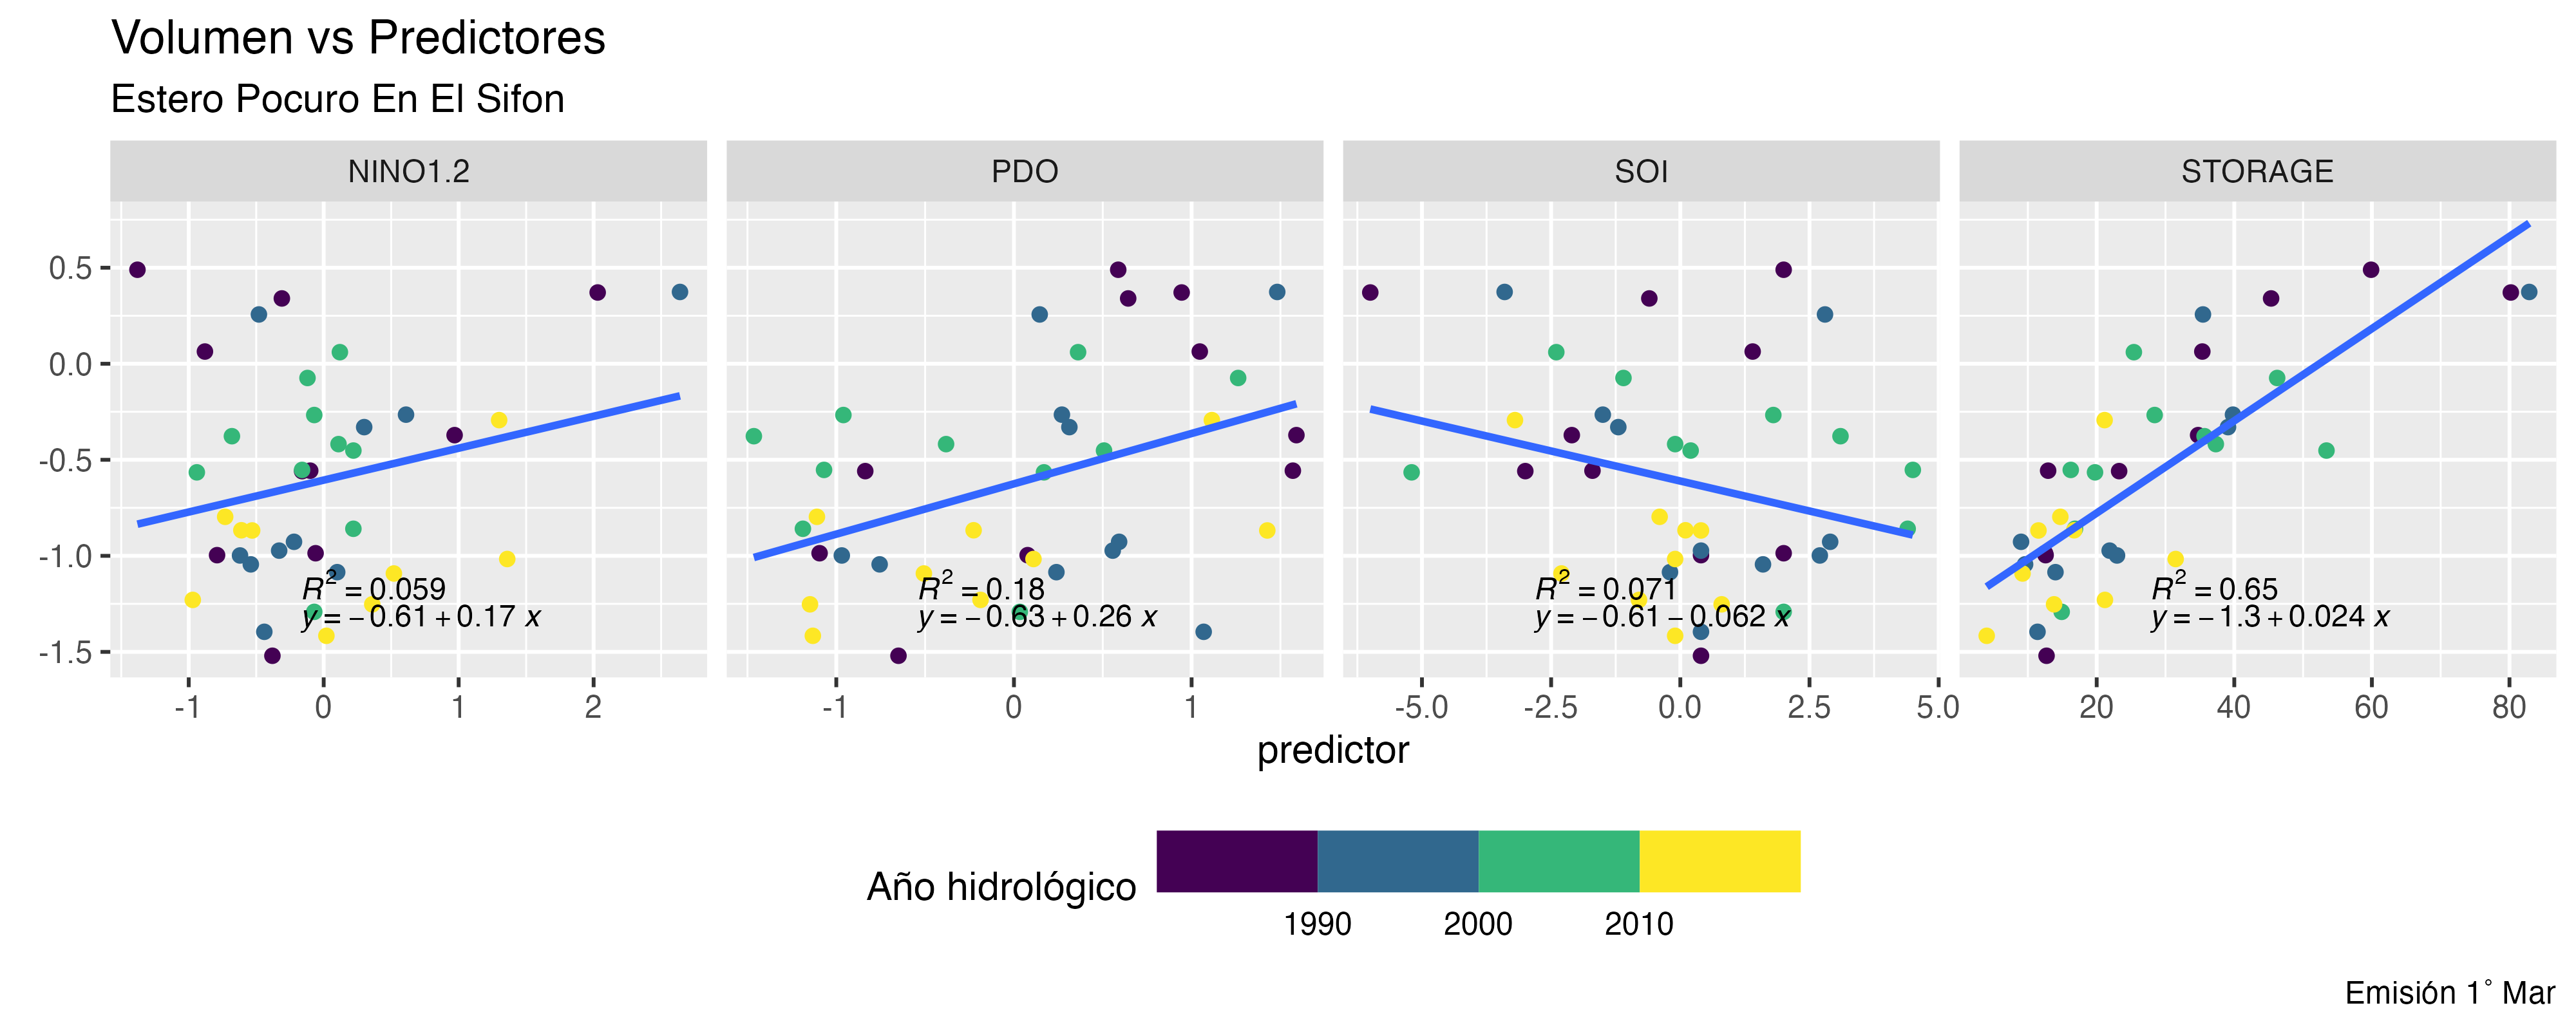 Volumen vs Predictores
Estero Pocuro En El Sifon
NINO1.2 PDO SOI STORAGE
0.5
0.0
-0.5
-1.0
-1.5
R² = 0.059 R² = 0.18 R² = 0.071 R² = 0.65
y = −0.61 + 0.17 x y = −0.63 + 0.26 x y = −0.61 − 0.062 x y = −1.3 + 0.024 x
-1 0 1 2 -1 0 1 -5.0 -2.5 0.0 2.5 5.0 20 40 60 80
predictor
Año hidrológico
1990 2000 2010
Emisión 1° Mar